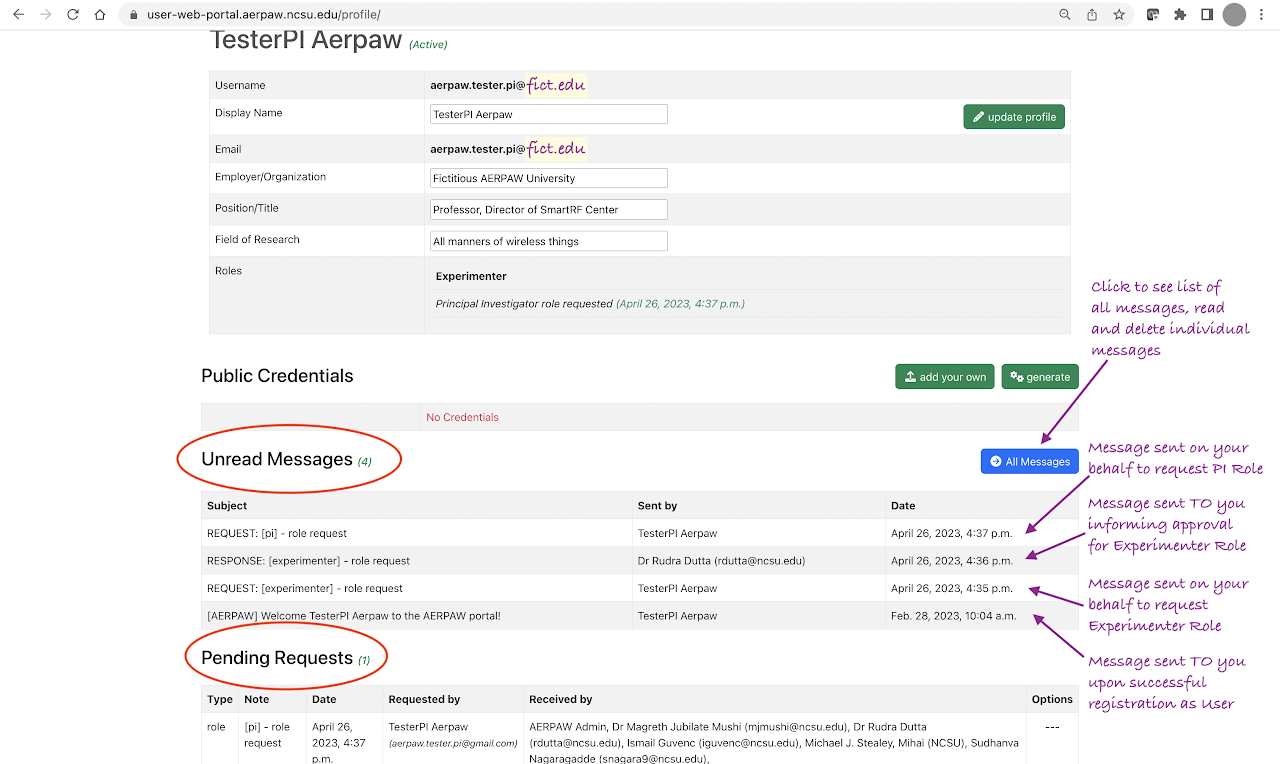 user-web-portal.aerpaw.ncsu.edu/profile/
TesterPI Aerpaw (Active)
Username aerpaw.tester.pi@fict.edu
Display Name TesterPI Aerpaw update profile
Email aerpaw.tester.pi@fict.edu
Employer/Organization Fictitious AERPAW University
Position/Title Professor, Director of SmartRF Center
Field of Research All manners of wireless things
Roles Experimenter
Principal Investigator role requested (April 26, 2023, 4:37 p.m.)
Click to see list of
all messages, read
and delete individual
messages
Public Credentials add your own generate
No Credentials
Unread Messages (4) All Messages
Subject Sent by Date
REQUEST: [pi] - role request TesterPI Aerpaw April 26, 2023, 4:37 p.m.
RESPONSE: [experimenter] - role request Dr Rudra Dutta (rdutta@ncsu.edu) April 26, 2023, 4:36 p.m.
REQUEST: [experimenter] - role request TesterPI Aerpaw April 26, 2023, 4:35 p.m.
[AERPAW] Welcome TesterPI Aerpaw to the AERPAW portal! TesterPI Aerpaw Feb. 28, 2023, 10:04 a.m.
Message sent on your
behalf to request PI Role
Message sent TO you
informing approval
for Experimenter Role
Message sent on your
behalf to request
Experimenter Role
Message sent TO you
upon successful
registration as User
Pending Requests (1)
Type Note Date Requested by Received by Options
role [pi] - role April 26, TesterPI Aerpaw AERPAW Admin, Dr Magreth Jubilate Mushi (mjmushi@ncsu.edu), Dr Rudra Dutta ---
request 2023, 4:37 (aerpaw.tester.pi@gmail.com) (rdutta@ncsu.edu), Ismail Guvenc (iguvenc@ncsu.edu), Michael J. Stealey, Mihai (NCSU), Sudhanva
p.m. Nagaragadde (snagara9@ncsu.edu),